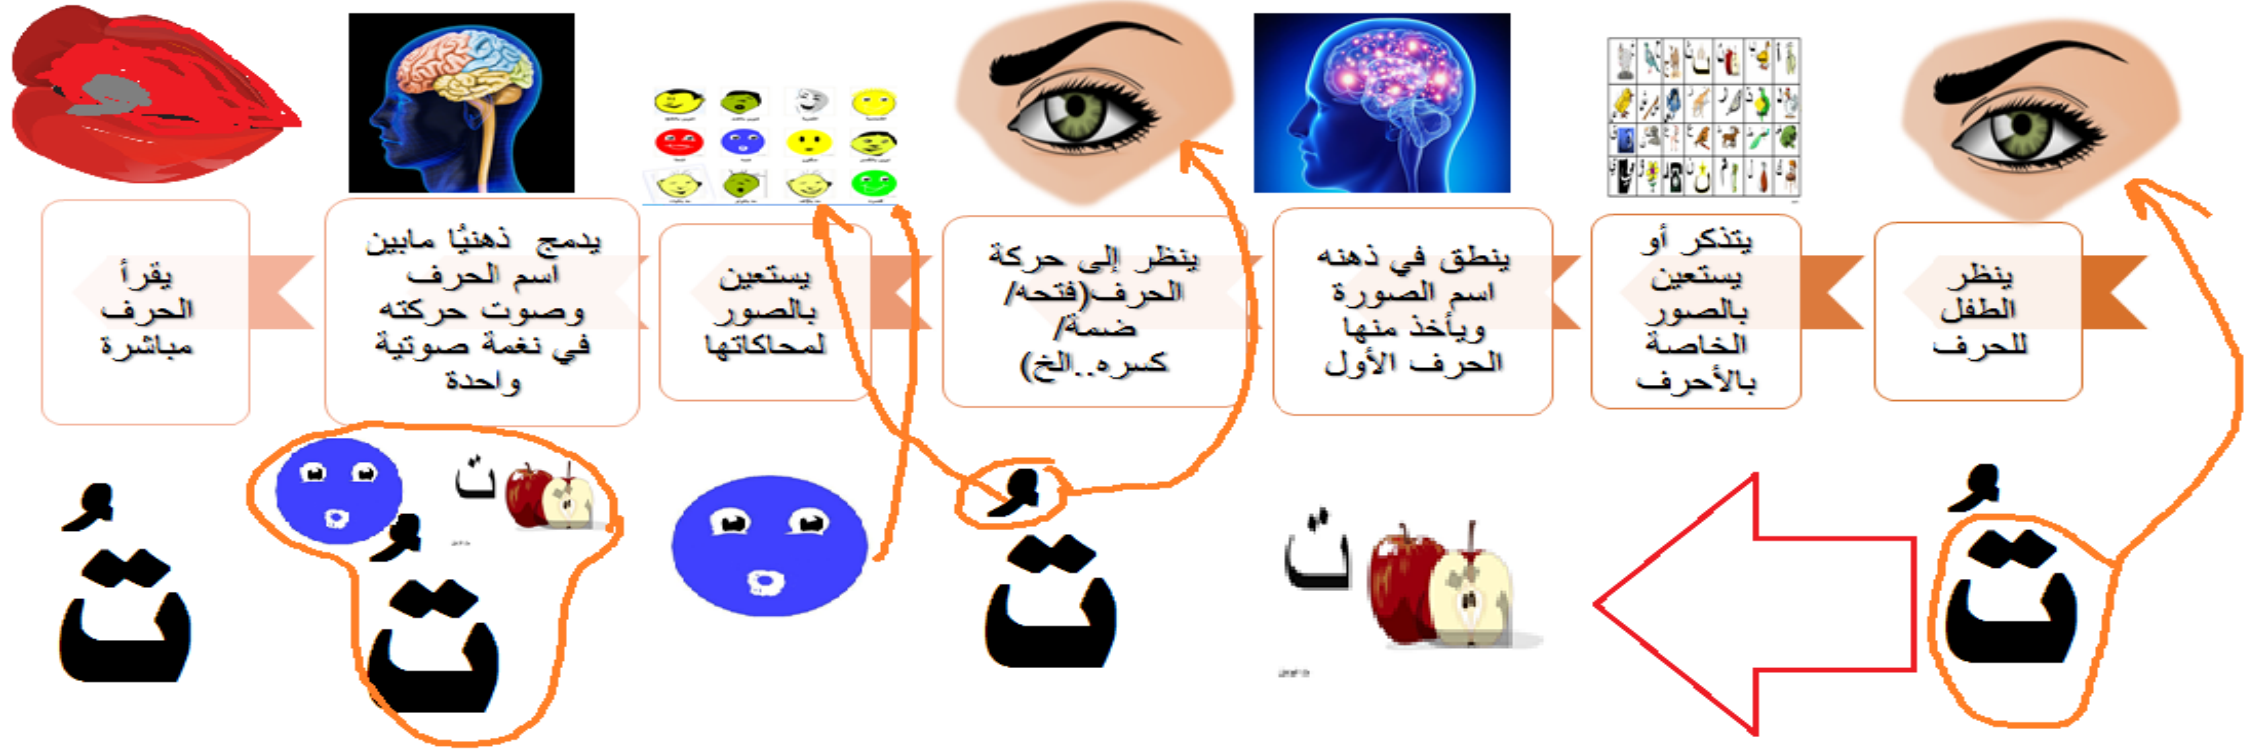 ينظر
الطفل
للحرف
يتذكر أو
يستعين
بالصور
الخاصة
بالأحرف
ينطق في ذهنه
اسم الصورة
ويأخذ منها
الحرف الأول
ينظر إلى حركة
الحرف(فتحه/
ضمة/
كسره..الخ)
يستعين
بالصور
لمحاكاتها
يدمج ذهنيًا مابين
اسم الحرف
وصوت حركته
في نغمة صوتية
واحدة
يقرأ
الحرف
مباشرة
تُ
ت
تُ
ت
تُ
تُ